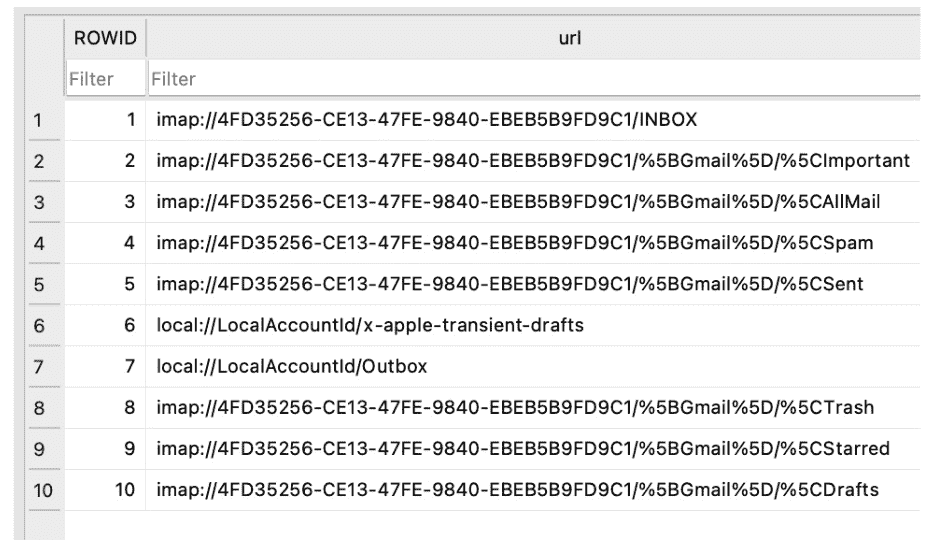 ROWID url
Filter Filter
1 1 imap://4FD35256-CE13-47FE-9840-EBEB5B9FD9C1/INBOX
2 2 imap://4FD35256-CE13-47FE-9840-EBEB5B9FD9C1/%5BGmail%5D/%5CImportant
3 3 imap://4FD35256-CE13-47FE-9840-EBEB5B9FD9C1/%5BGmail%5D/%5CAllMail
4 4 imap://4FD35256-CE13-47FE-9840-EBEB5B9FD9C1/%5BGmail%5D/%5CSpam
5 5 imap://4FD35256-CE13-47FE-9840-EBEB5B9FD9C1/%5BGmail%5D/%5CSent
6 6 local://LocalAccountId/x-apple-transient-drafts
7 7 local://LocalAccountId/Outbox
8 8 imap://4FD35256-CE13-47FE-9840-EBEB5B9FD9C1/%5BGmail%5D/%5CTrash
9 9 imap://4FD35256-CE13-47FE-9840-EBEB5B9FD9C1/%5BGmail%5D/%5CStarred
10 10 imap://4FD35256-CE13-47FE-9840-EBEB5B9FD9C1/%5BGmail%5D/%5CDrafts